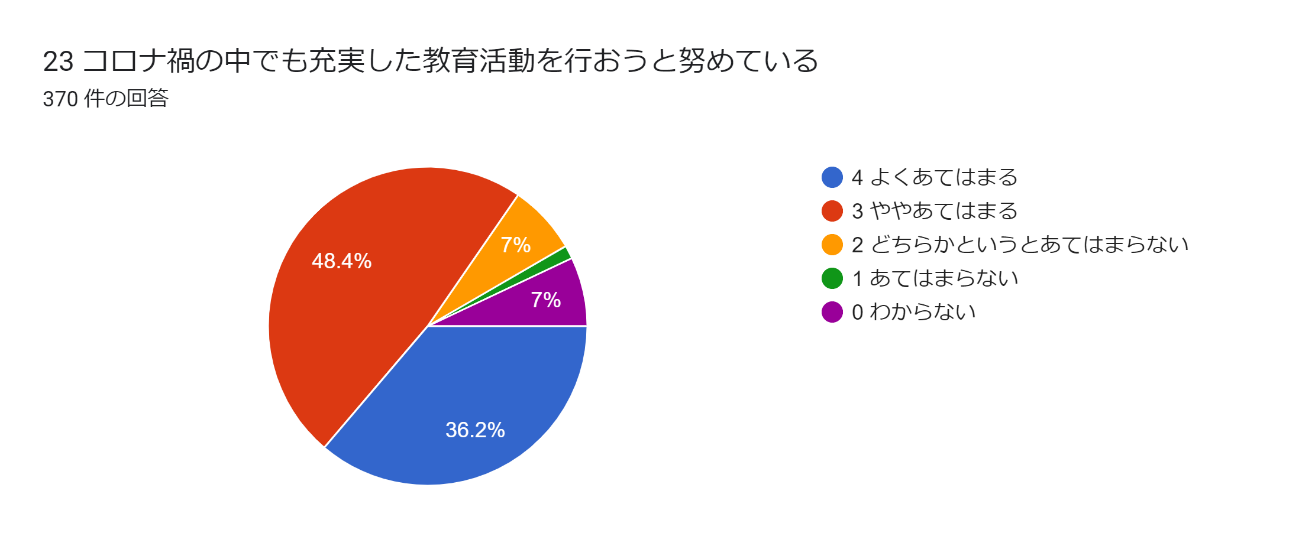 23 コロナ禍の中でも充実した教育活動を行おうと努めている
370 件の回答
4 よくあてはまる
3 ややあてはまる
2 どちらかというとあてはまらない
1 あてはまらない
0 わからない
7%
48.4%
7%
36.2%